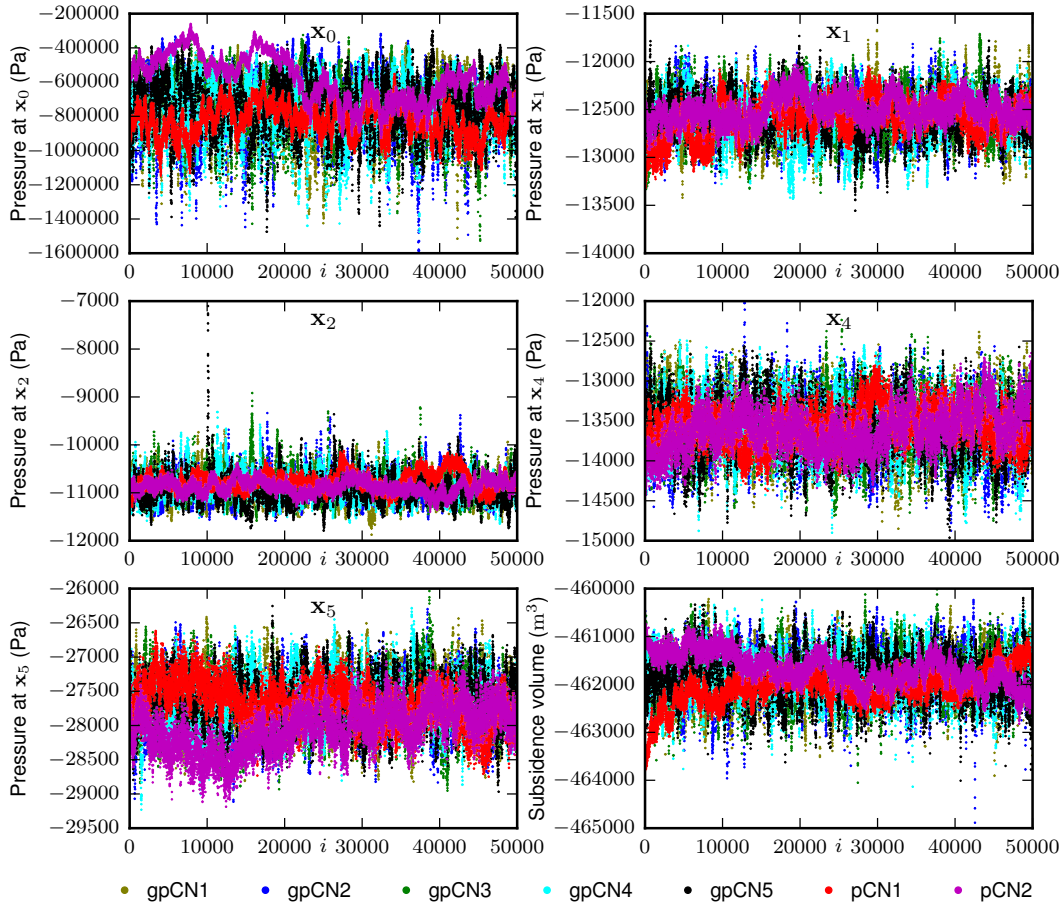 x₀
Pressure at x₀ (Pa)
−200000
−400000
−600000
−800000
−1000000
−1200000
−1400000
−1600000
0 10000 20000 i 30000 40000 50000
x₁
Pressure at x₁ (Pa)
−11500
−12000
−12500
−13000
−13500
−14000
0 10000 20000 i 30000 40000 50000
x₂
Pressure at x₂ (Pa)
−7000
−8000
−9000
−10000
−11000
−12000
0 10000 20000 i 30000 40000 50000
x₄
Pressure at x₄ (Pa)
−12000
−12500
−13000
−13500
−14000
−14500
−15000
0 10000 20000 i 30000 40000 50000
x₅
Pressure at x₅ (Pa)
−26000
−26500
−27000
−27500
−28000
−28500
−29000
−29500
0 10000 20000 i 30000 40000 50000
Subsidence volume (m³)
−460000
−461000
−462000
−463000
−464000
−465000
0 10000 20000 i 30000 40000 50000
gpCN1 gpCN2 gpCN3 gpCN4 gpCN5 pCN1 pCN2